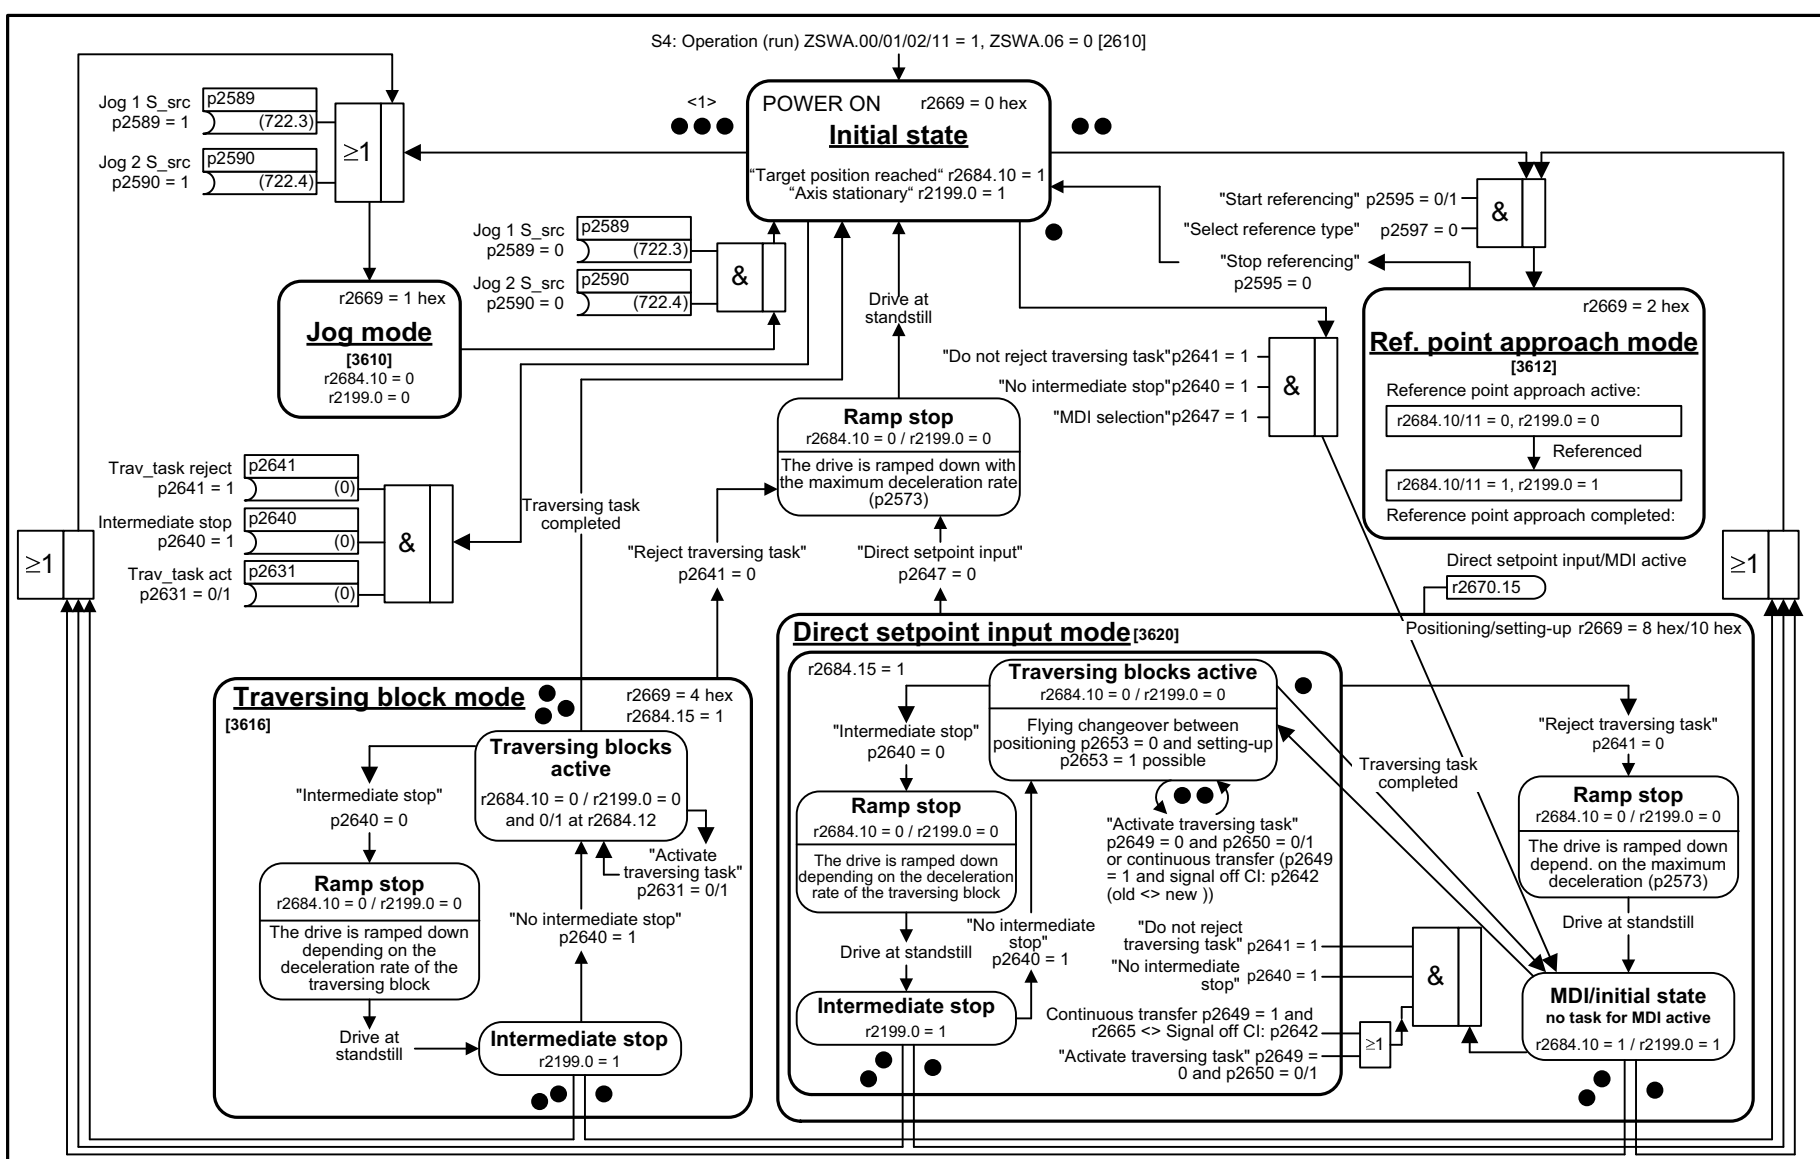 S4: Operation (run) ZSWA.00/01/02/11 = 1, ZSWA.06 = 0 [2610]
Jog 1 S_src
p2589 = 1
p2589
(722.3)
Jog 2 S_src
p2590 = 1
p2590
(722.4)
≥1
<1>
POWER ON r2669 = 0 hex
Initial state
“Target position reached“ r2684.10 = 1
“Axis stationary“ r2199.0 = 1
"Start referencing" p2595 = 0/1
"Select reference type" p2597 = 0
&
"Stop referencing"
p2595 = 0
Jog 1 S_src
p2589 = 0
p2589
(722.3)
Jog 2 S_src
p2590 = 0
p2590
(722.4)
&
r2669 = 1 hex
Jog mode
[3610]
r2684.10 = 0
r2199.0 = 0
Drive at
standstill
r2669 = 2 hex
Ref. point approach mode
[3612]
Reference point approach active:
r2684.10/11 = 0, r2199.0 = 0
Referenced
r2684.10/11 = 1, r2199.0 = 1
Reference point approach completed:
"Do not reject traversing task"p2641 = 1
"No intermediate stop"p2640 = 1
"MDI selection"p2647 = 1
&
Ramp stop
r2684.10 = 0 / r2199.0 = 0
The drive is ramped down with
the maximum deceleration rate
(p2573)
Trav_task reject
p2641 = 1
p2641
(0)
Intermediate stop
p2640 = 1
p2640
(0)
Trav_task act
p2631 = 0/1
p2631
(0)
&
≥1
Traversing task
completed
"Reject traversing task"
p2641 = 0
"Direct setpoint input"
p2647 = 0
Direct setpoint input/MDI active
r2670.15
≥1
Direct setpoint input mode [3620]
Positioning/setting-up r2669 = 8 hex/10 hex
r2684.15 = 1
Traversing blocks active
r2684.10 = 0 / r2199.0 = 0
Flying changeover between
positioning p2653 = 0 and setting-up
p2653 = 1 possible
"Intermediate stop"
p2640 = 0
"Reject traversing task"
p2641 = 0
Traversing task
completed
Traversing block mode
[3616]
r2669 = 4 hex
r2684.15 = 1
Traversing blocks
active
r2684.10 = 0 / r2199.0 = 0
and 0/1 at r2684.12
"Intermediate stop"
p2640 = 0
"Activate
traversing task"
p2631 = 0/1
Ramp stop
r2684.10 = 0 / r2199.0 = 0
The drive is ramped down
depending on the
deceleration rate of the
traversing block
"No intermediate stop"
p2640 = 1
Drive at
standstill
Intermediate stop
r2199.0 = 1
Ramp stop
r2684.10 = 0 / r2199.0 = 0
The drive is ramped down
depending on the deceleration
rate of the traversing block
"Activate traversing task"
p2649 = 0 and p2650 = 0/1
or continuous transfer (p2649
= 1 and signal off CI: p2642
(old <> new ))
Ramp stop
r2684.10 = 0 / r2199.0 = 0
The drive is ramped down
depend. on the maximum
deceleration (p2573)
Drive at standstill
"No intermediate
stop"
p2640 = 1
Drive at standstill
Intermediate stop
r2199.0 = 1
"Do not reject
traversing task" p2641 = 1
"No intermediate
stop" p2640 = 1
&
Continuous transfer p2649 = 1 and
r2665 <> Signal off CI: p2642
"Activate traversing task" p2649 =
0 and p2650 = 0/1
≥1
MDI/initial state
no task for MDI active
r2684.10 = 1 / r2199.0 = 1